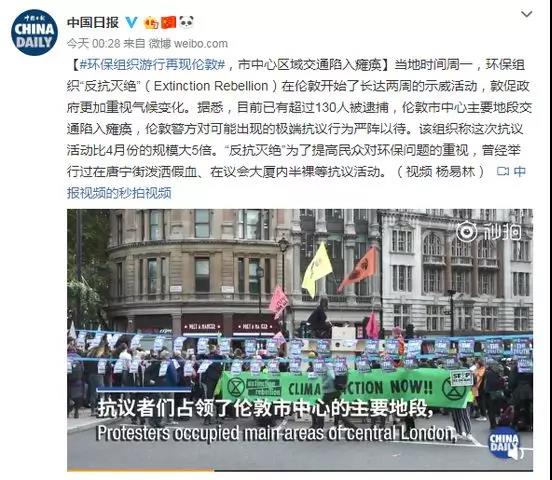 中国日报
CHINA DAILY
中国日报
今天 00:28 来自 微博 weibo.com
【#环保组织游行再现伦敦#，市中心区域交通陷入瘫痪】当地时间周一，环保组
织“反抗灭绝”（Extinction Rebellion）在伦敦开始了长达两周的示威活动，敦促政
府更加重视气候变化。据悉，目前已有超过130人被逮捕，伦敦市中心主要地段交
通陷入瘫痪，伦敦警方对可能出现的极端抗议行为严阵以待。该组织称这次抗议
活动比4月份的规模大5倍。“反抗灭绝”为了提高民众对环保问题的重视，曾经举
行过在唐宁街泼洒假血、在议会大厦内半裸等抗议活动。（视频 杨易林） 中
报视频的秒拍视频
秒拍
extinction rebellion
CLIMA
CTION NOW!!
抗议者们占领了伦敦市中心的主要地段,
Protesters occupied main areas of central London,
CHINA DAILY